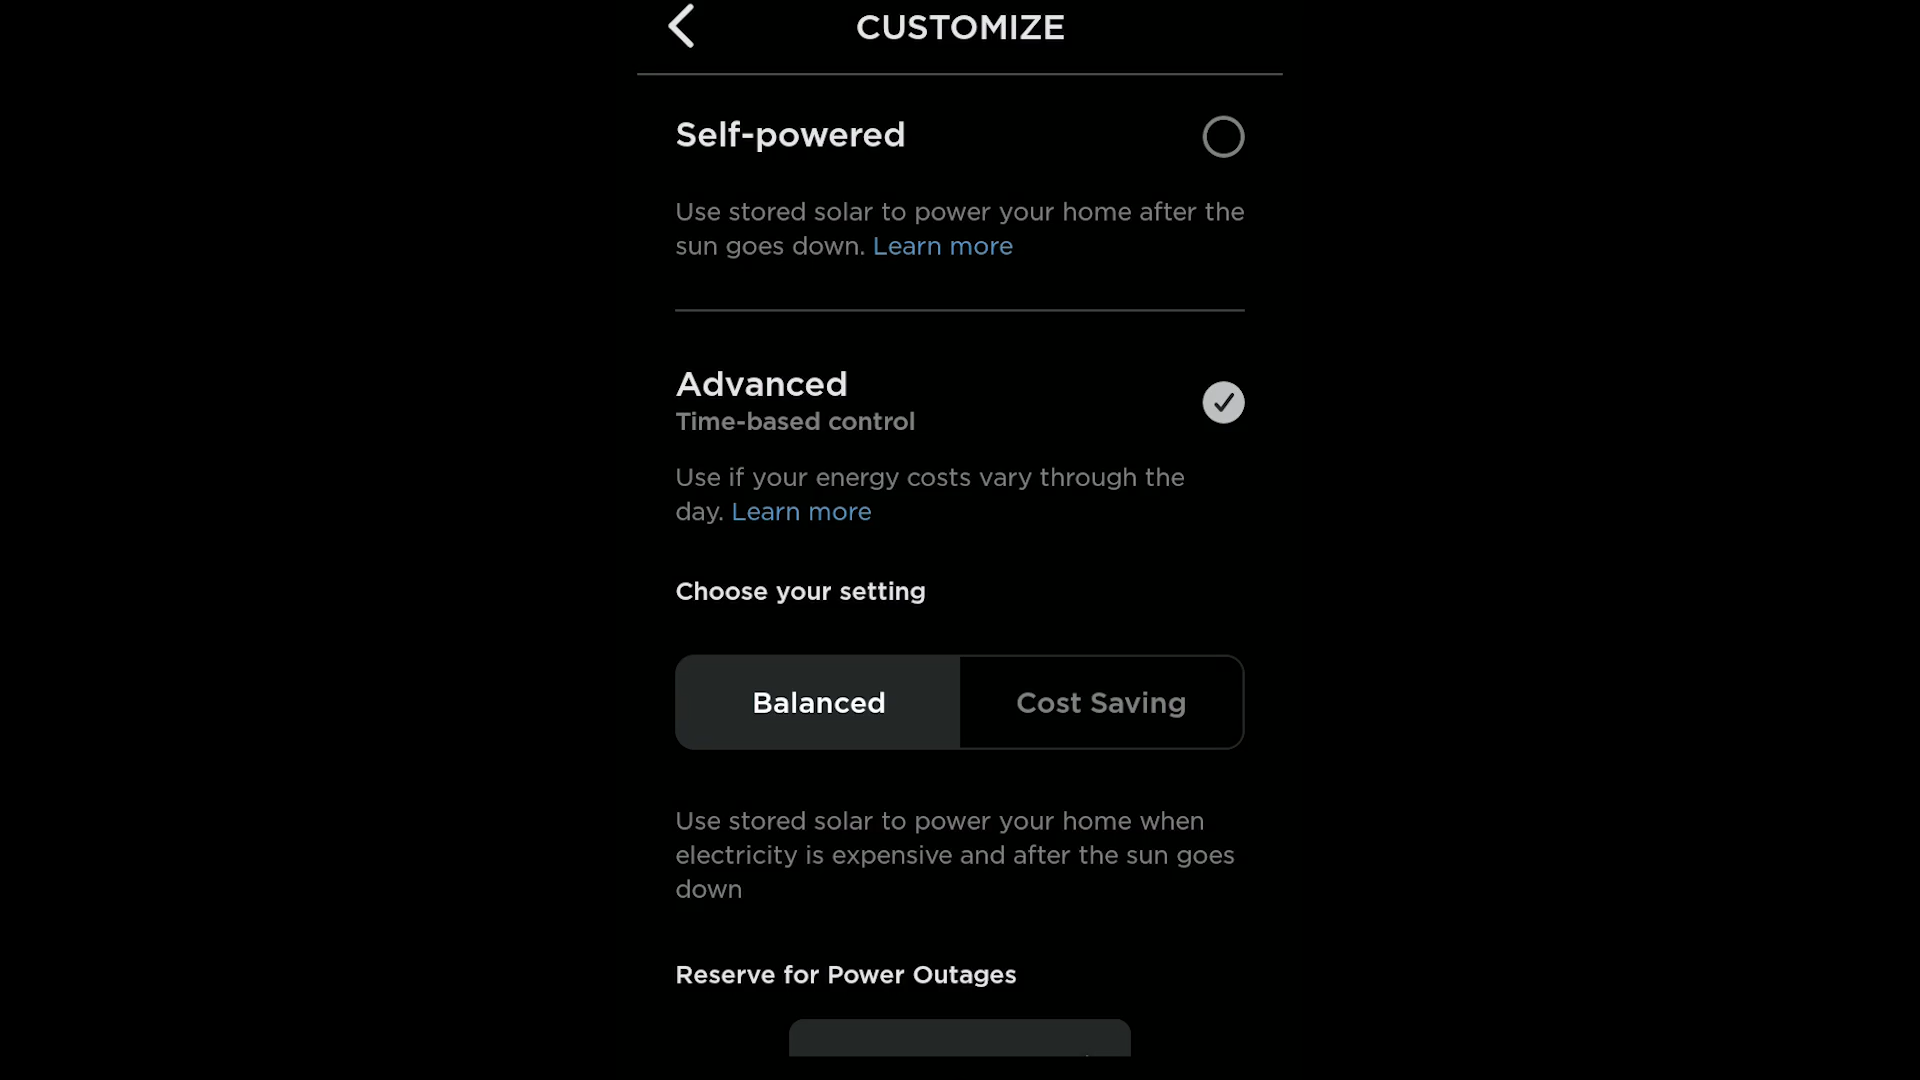 CUSTOMIZE
Self-powered
Use stored solar to power your home after the
sun goes down. Learn more
Advanced
Time-based control
Use if your energy costs vary through the
day. Learn more
Choose your setting
Balanced
Cost Saving
Use stored solar to power your home when
electricity is expensive and after the sun goes
down
Reserve for Power Outages